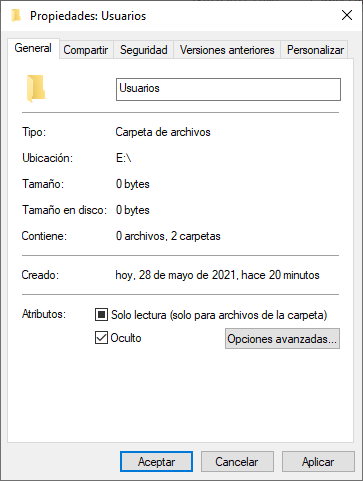 Propiedades: Usuarios
General Compartir Seguridad Versiones anteriores Personalizar
Usuarios
Tipo: Carpeta de archivos
Ubicación: E:\
Tamaño: 0 bytes
Tamaño en disco: 0 bytes
Contiene: 0 archivos, 2 carpetas
Creado: hoy, 28 de mayo de 2021, hace 20 minutos
Atributos: Solo lectura (solo para archivos de la carpeta)
Oculto Opciones avanzadas...
Aceptar Cancelar Aplicar